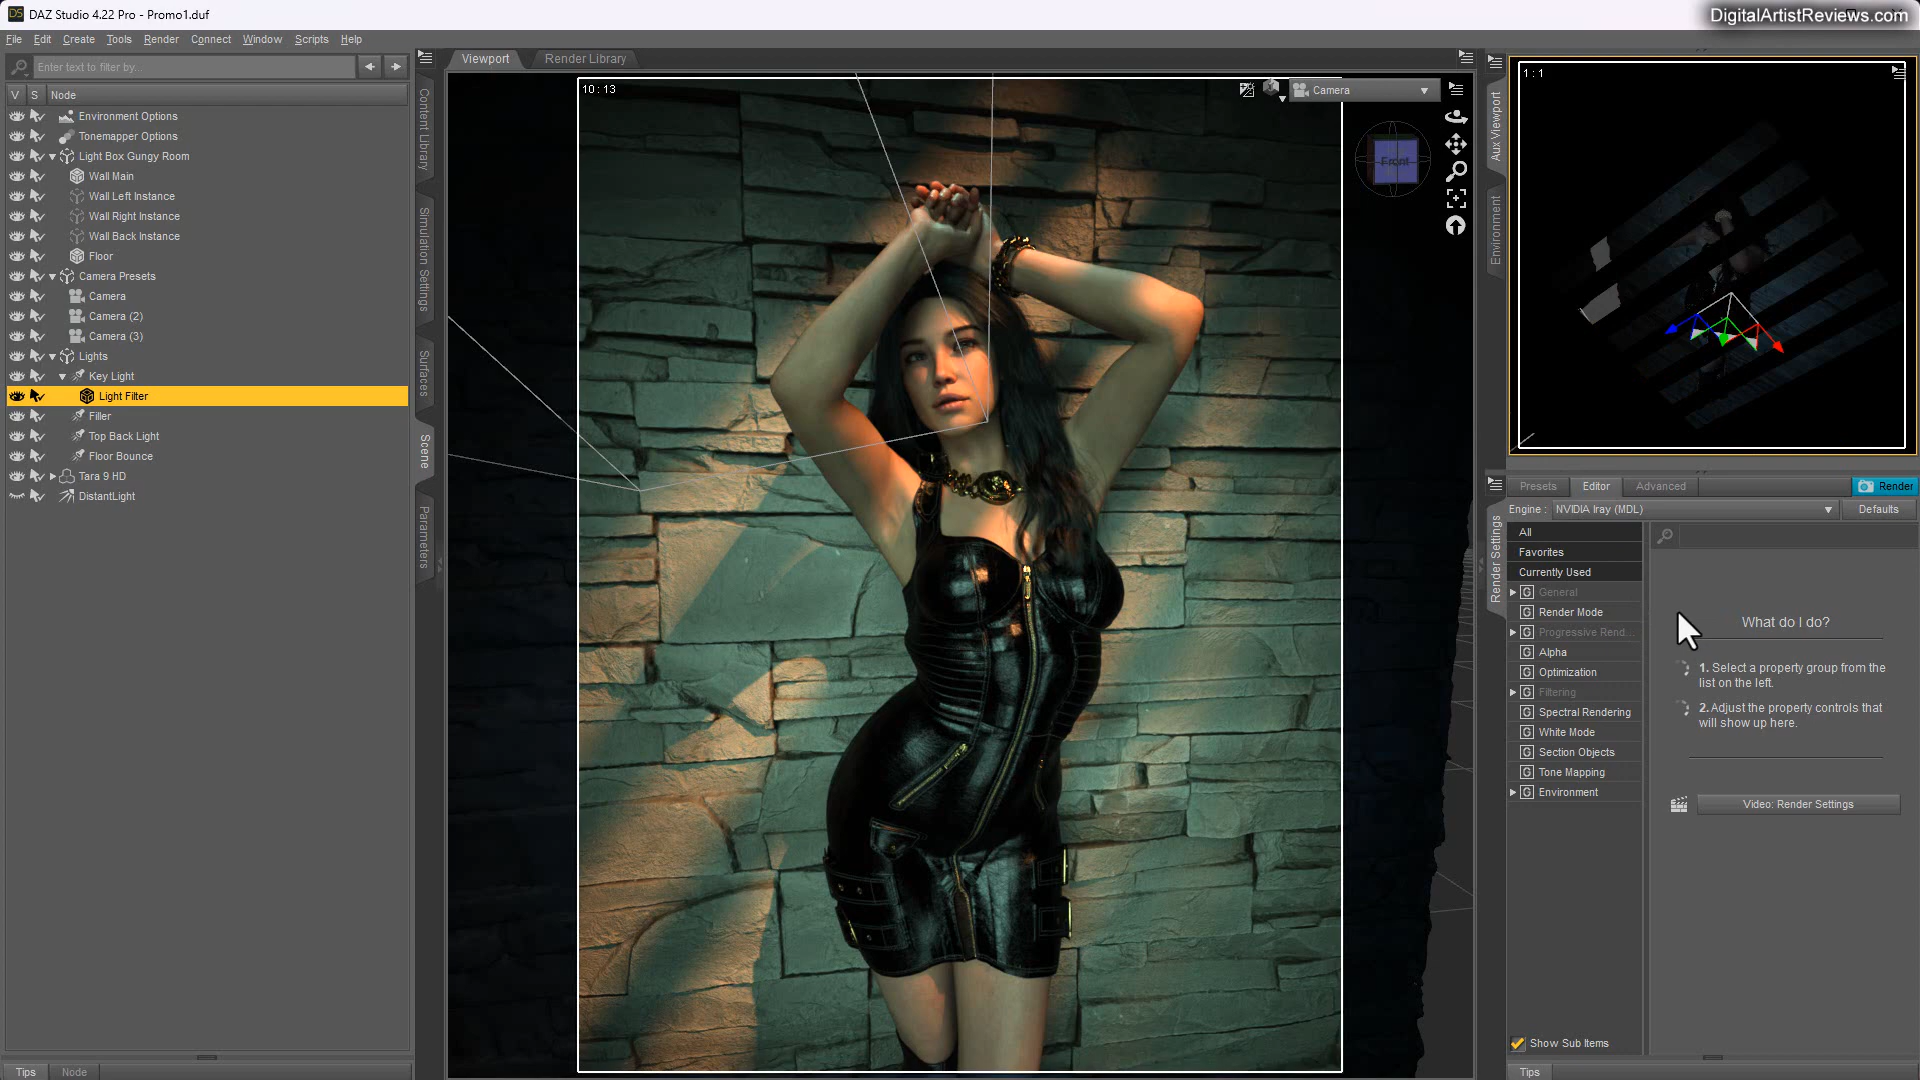 DAZ Studio 4.22 Pro - Promo1.duf
DigitalArtistReviews.com
File Edit Create Tools Render Connect Window Scripts Help
Enter text to filter by...
V S Node
Environment Options
Tonemapper Options
Light Box Gungy Room
Wall Main
Wall Left Instance
Wall Right Instance
Wall Back Instance
Floor
Camera Presets
Camera
Camera (2)
Camera (3)
Lights
Key Light
Light Filter
Filler
Top Back Light
Floor Bounce
Tara 9 HD
DistantLight
Tips Node
Content Library
Simulation Settings
Surfaces
Scene
Parameters
Viewport Render Library
10 : 13
Camera
Front
Aux Viewport
Environment
1 : 1
Render Settings
Presets Editor Advanced Render
Engine : NVIDIA Iray (MDL) Defaults
All
Favorites
Currently Used
G General
G Render Mode
G Progressive Rend...
G Alpha
G Optimization
G Filtering
G Spectral Rendering
G White Mode
G Section Objects
G Tone Mapping
G Environment
What do I do?
1. Select a property group from the
list on the left.
2. Adjust the property controls that
will show up here.
Video: Render Settings
Show Sub Items
Tips